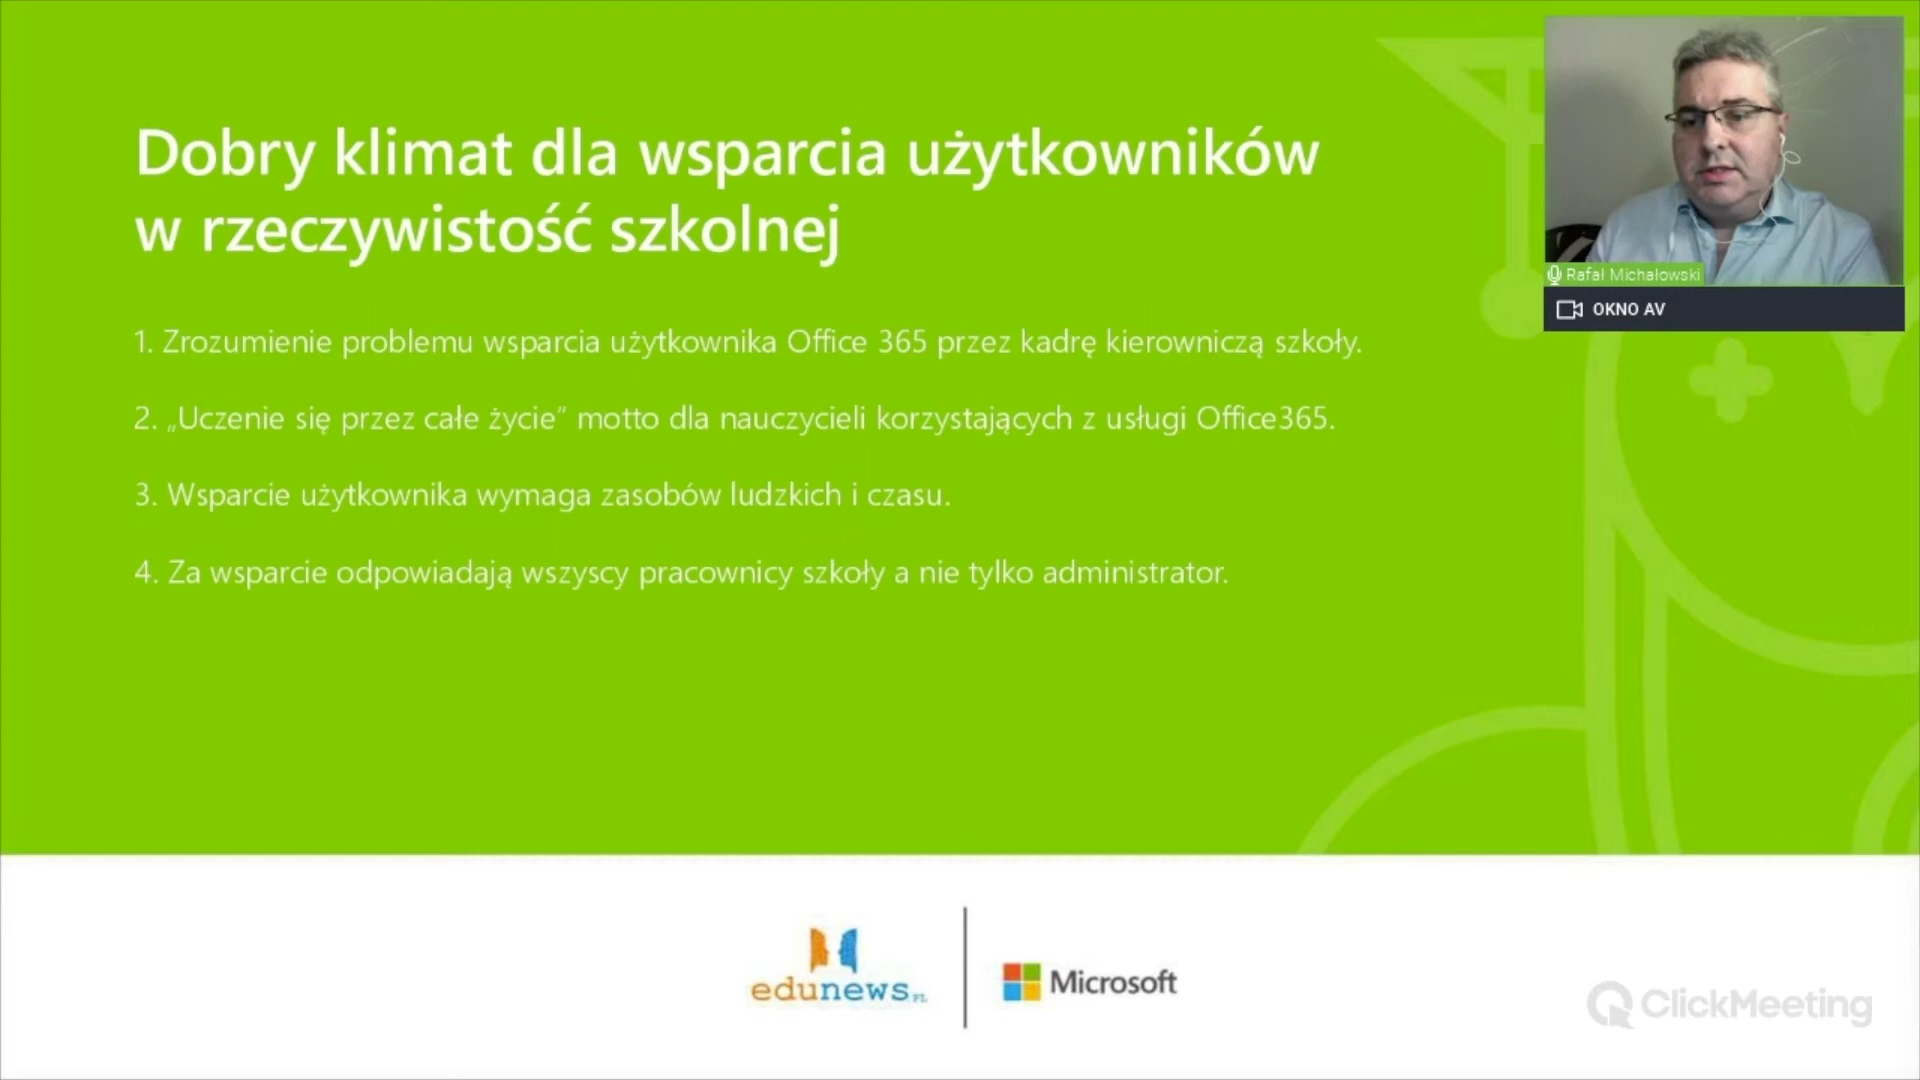 Dobry klimat dla wsparcia użytkowników
w rzeczywistość szkolnej
1. Zrozumienie problemu wsparcia użytkownika Office 365 przez kadrę kierowniczą szkoły.
2. „Uczenie się przez całe życie” motto dla nauczycieli korzystających z usługi Office365.
3. Wsparcie użytkownika wymaga zasobów ludzkich i czasu.
4. Za wsparcie odpowiadają wszyscy pracownicy szkoły a nie tylko administrator.
Rafał Michałowski
OKNO AV
edunews.PL
Microsoft
ClickMeeting